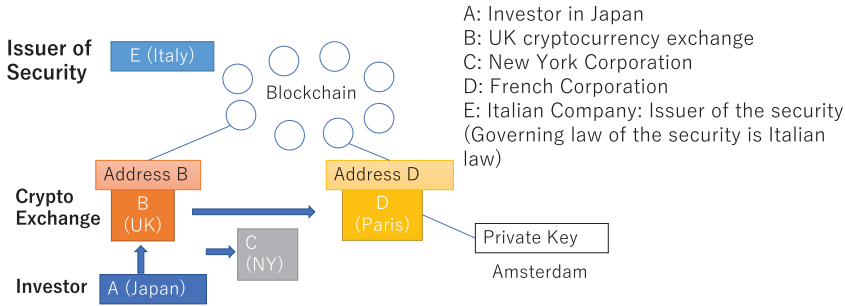 Issuer of
Security
E (Italy)
Blockchain
A: Investor in Japan
B: UK cryptocurrency exchange
C: New York Corporation
D: French Corporation
E: Italian Company: Issuer of the security
(Governing law of the security is Italian
law)
Address B
Address D
Crypto
Exchange
B
(UK)
D
(Paris)
C
(NY)
Private Key
Amsterdam
Investor
A (Japan)